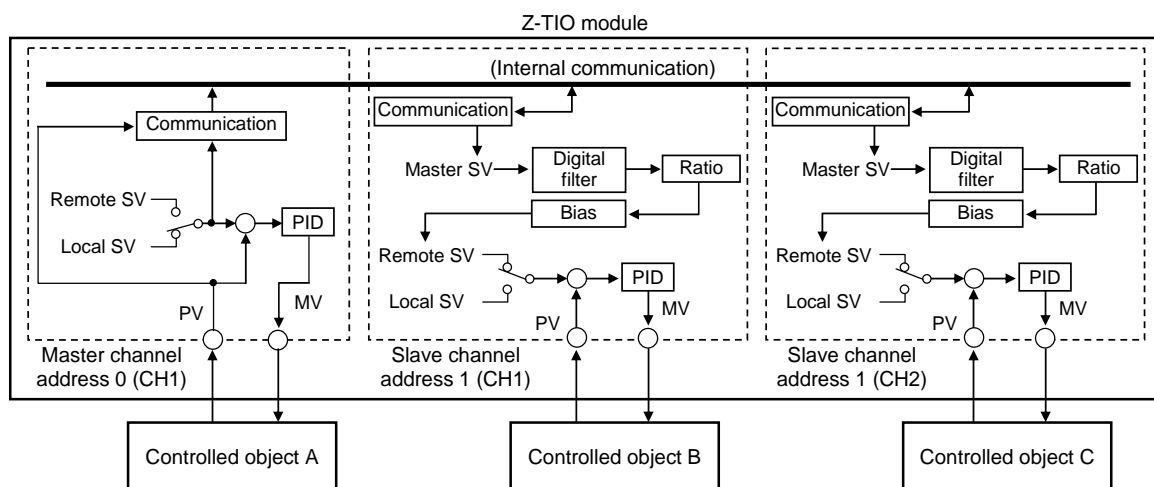 Z-TIO module
(Internal communication)
Communication
Remote SV
Local SV
PID
PV
MV
Master channel
address 0 (CH1)
Communication
Master SV
Digital
filter
Ratio
Bias
Remote SV
Local SV
PID
PV
MV
Slave channel
address 1 (CH1)
Communication
Master SV
Digital
filter
Ratio
Bias
Remote SV
Local SV
PID
PV
MV
Slave channel
address 1 (CH2)
Controlled object A
Controlled object B
Controlled object C